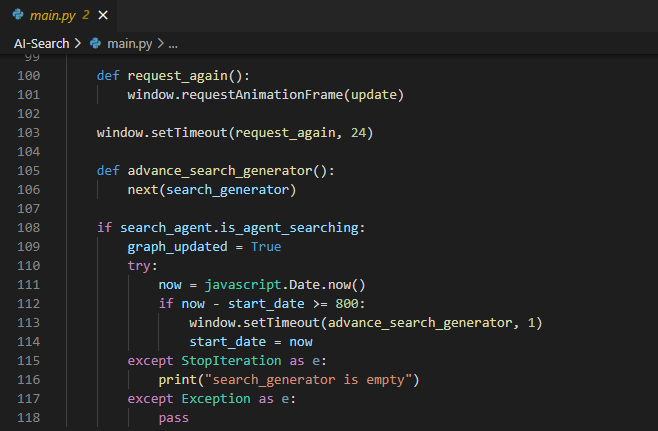 main.py 2 ×
AI-Search > main.py > ...
99
100 def request_again():
101 window.requestAnimationFrame(update)
102
103 window.setTimeout(request_again, 24)
104
105 def advance_search_generator():
106 next(search_generator)
107
108 if search_agent.is_agent_searching:
109 graph_updated = True
110 try:
111 now = javascript.Date.now()
112 if now - start_date >= 800:
113 window.setTimeout(advance_search_generator, 1)
114 start_date = now
115 except StopIteration as e:
116 print("search_generator is empty")
117 except Exception as e:
118 pass